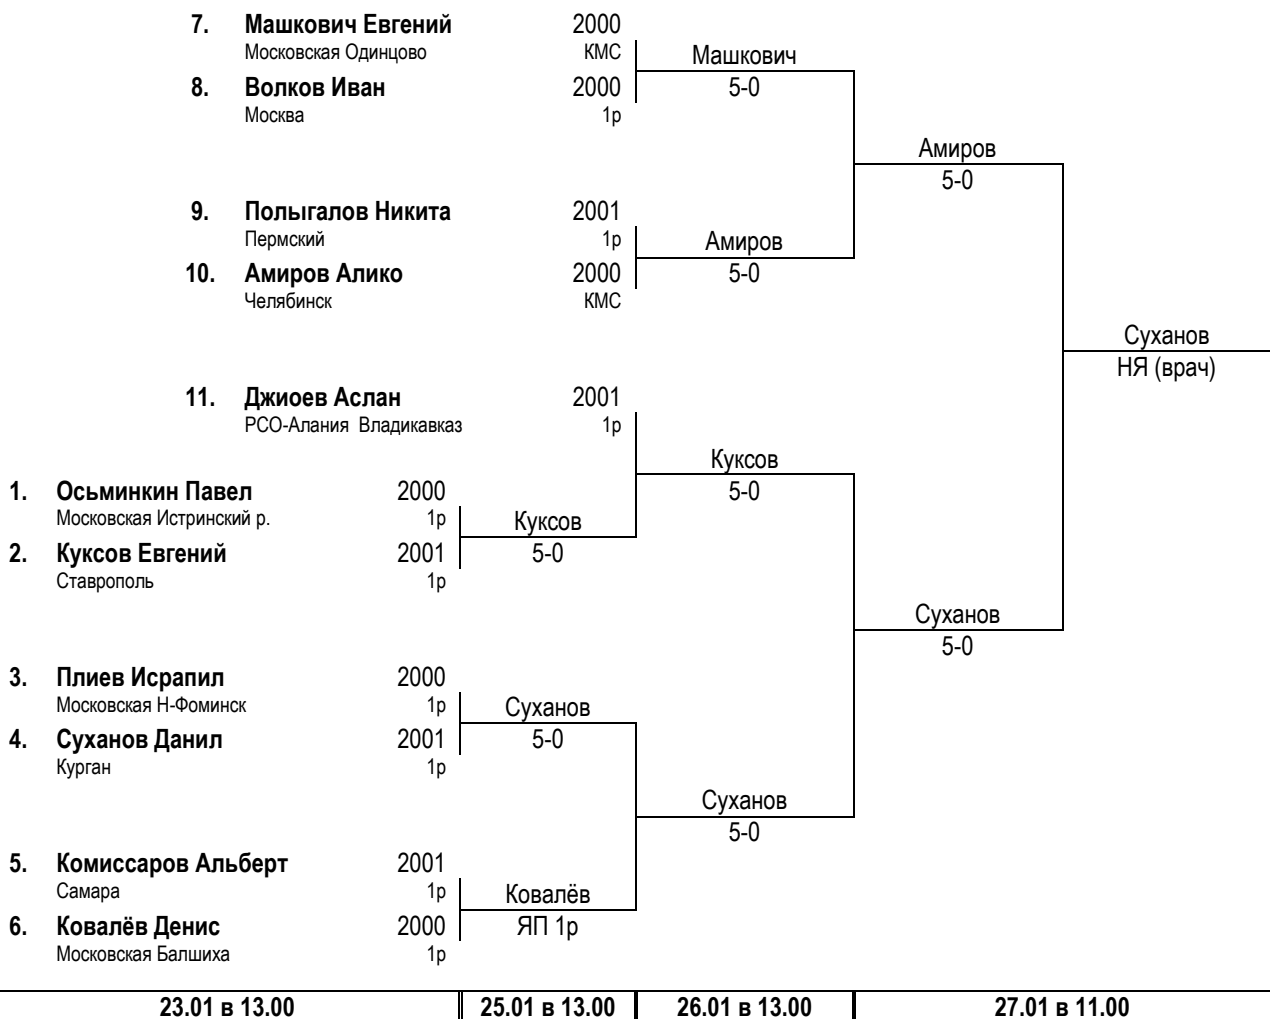 7. Машкович Евгений 2000
Московская Одинцово КМС
Машкович
8. Волков Иван 2000
5-0
Москва 1р
Амиров
5-0
9. Полыгалов Никита 2001
Пермский 1р
Амиров
10. Амиров Алико 2000
5-0
Челябинск КМС
Суханов
НЯ (врач)
11. Джиоев Аслан 2001
РСО-Алания Владикавказ 1р
Куксов
5-0
1. Осьминкин Павел 2000
Московская Истринский р. 1р
Куксов
2. Куксов Евгений 2001
5-0
Ставрополь 1р
Суханов
5-0
3. Плиев Исрапил 2000
Московская Н-Фоминск 1р
Суханов
4. Суханов Данил 2001
5-0
Курган 1р
Суханов
5-0
5. Комиссаров Альберт 2001
Самара 1р
Ковалёв
6. Ковалёв Денис 2000
ЯП 1р
Московская Балшиха 1р
23.01 в 13.00 25.01 в 13.00 26.01 в 13.00 27.01 в 11.00